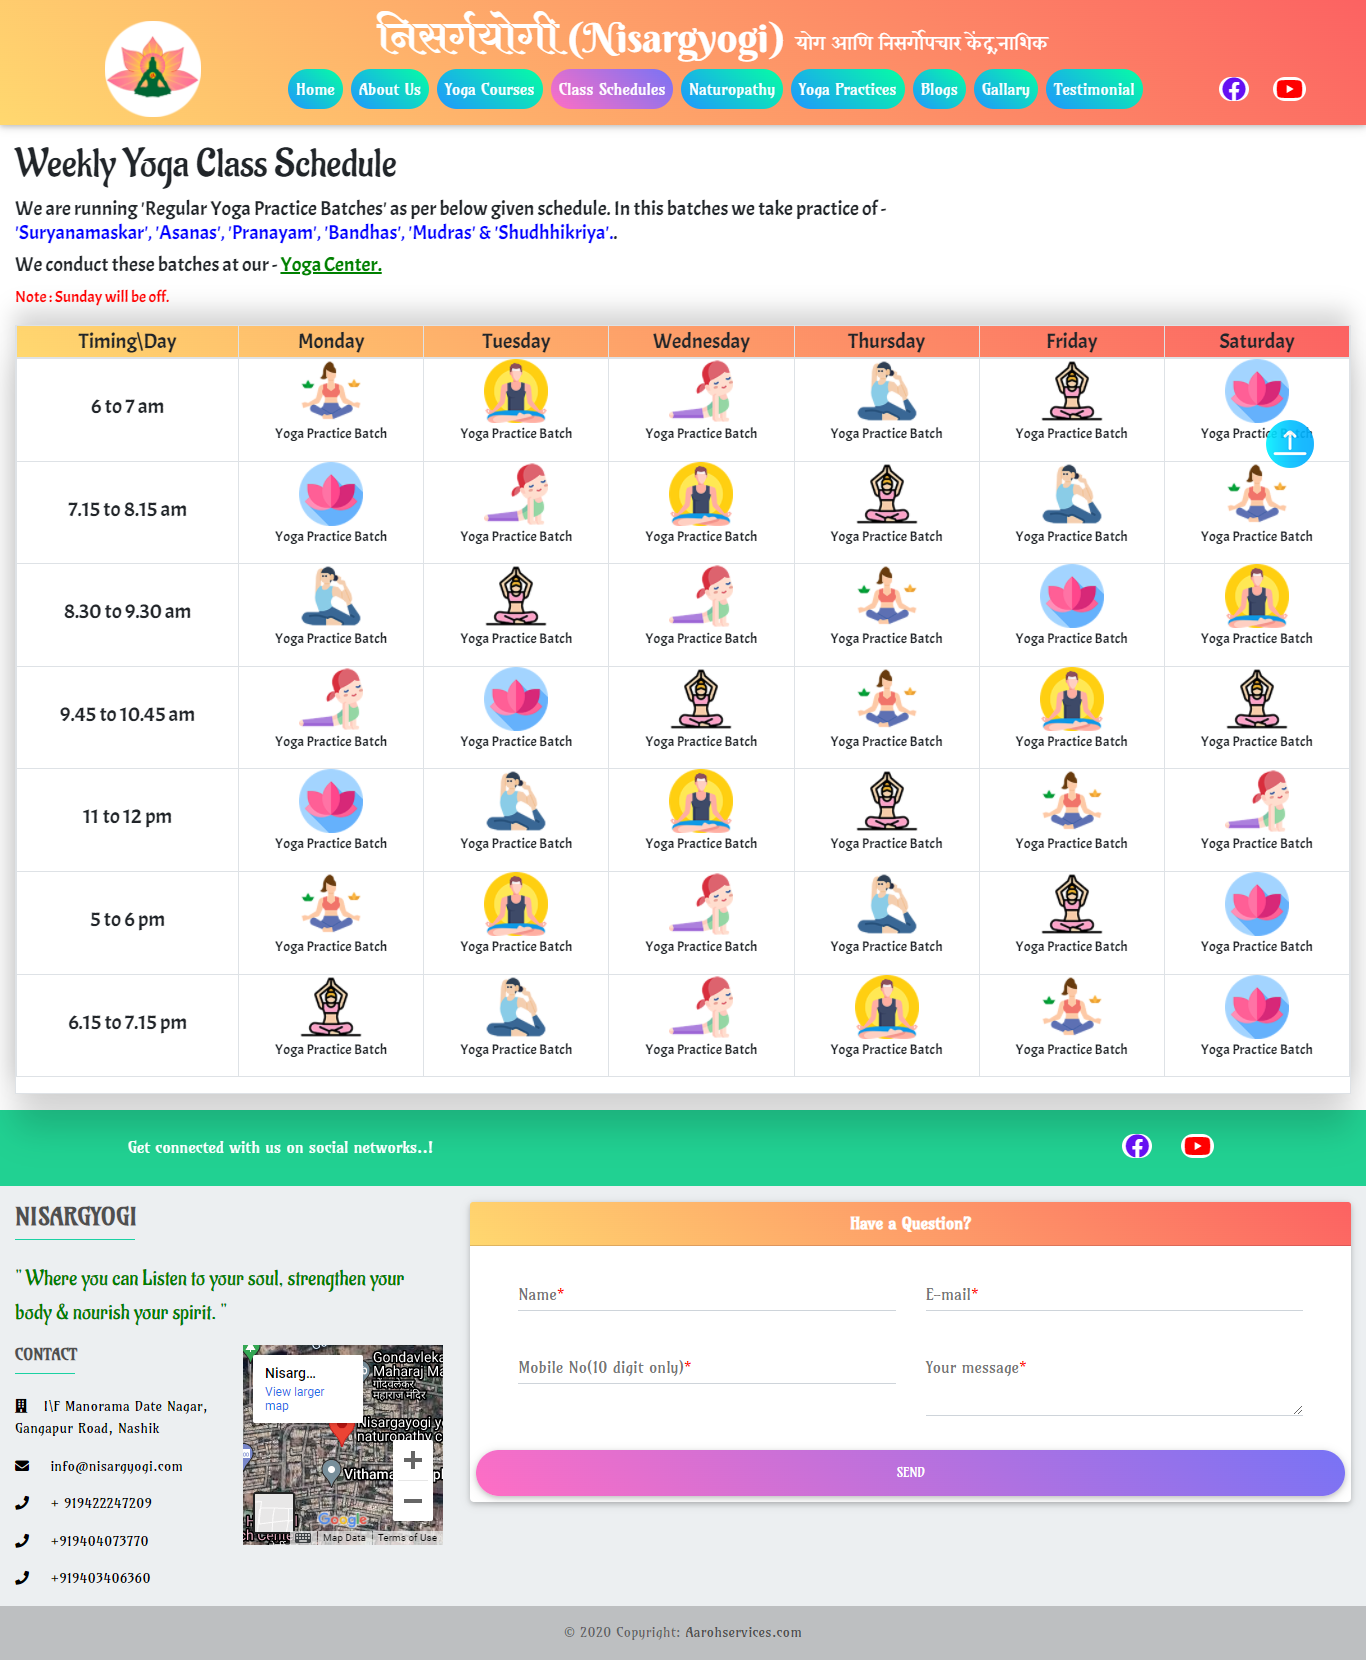 निसर्गयोगी (Nisargyogi) योग आणि निसर्गोपचार केंद्र,नाशिक
Home About Us Yoga Courses Class Schedules Naturopathy Yoga Practices Blogs Gallary Testimonial
Weekly Yoga Class Schedule
We are running 'Regular Yoga Practice Batches' as per below given schedule. In this batches we take practice of -
'Suryanamaskar', 'Asanas', 'Pranayam', 'Bandhas', 'Mudras' & 'Shudhhikriya'..
We conduct these batches at our - Yoga Center.
Note : Sunday will be off.
Timing\Day Monday Tuesday Wednesday Thursday Friday Saturday
6 to 7 am Yoga Practice Batch Yoga Practice Batch Yoga Practice Batch Yoga Practice Batch Yoga Practice Batch Yoga Practice Batch
7.15 to 8.15 am Yoga Practice Batch Yoga Practice Batch Yoga Practice Batch Yoga Practice Batch Yoga Practice Batch Yoga Practice Batch
8.30 to 9.30 am Yoga Practice Batch Yoga Practice Batch Yoga Practice Batch Yoga Practice Batch Yoga Practice Batch Yoga Practice Batch
9.45 to 10.45 am Yoga Practice Batch Yoga Practice Batch Yoga Practice Batch Yoga Practice Batch Yoga Practice Batch Yoga Practice Batch
11 to 12 pm Yoga Practice Batch Yoga Practice Batch Yoga Practice Batch Yoga Practice Batch Yoga Practice Batch Yoga Practice Batch
5 to 6 pm Yoga Practice Batch Yoga Practice Batch Yoga Practice Batch Yoga Practice Batch Yoga Practice Batch Yoga Practice Batch
6.15 to 7.15 pm Yoga Practice Batch Yoga Practice Batch Yoga Practice Batch Yoga Practice Batch Yoga Practice Batch Yoga Practice Batch
Get connected with us on social networks..!
NISARGYOGI
" Where you can Listen to your soul, strengthen your
body & nourish your spirit. "
CONTACT
1\F Manorama Date Nagar,
Gangapur Road, Nashik
info@nisargyogi.com
+ 919422247209
+919404073770
+919403406360
Gondavleka
Maharaj Ma
गोंदवलेकर
महाराज मंदिर
Nisarg...
View larger
map
Nisargayogi y
naturopathy c
Vithama
Google
Map Data Terms of Use
Have a Question?
Name* E-mail*
Mobile No(10 digit only)* Your message*
SEND
© 2020 Copyright: Aarohservices.com